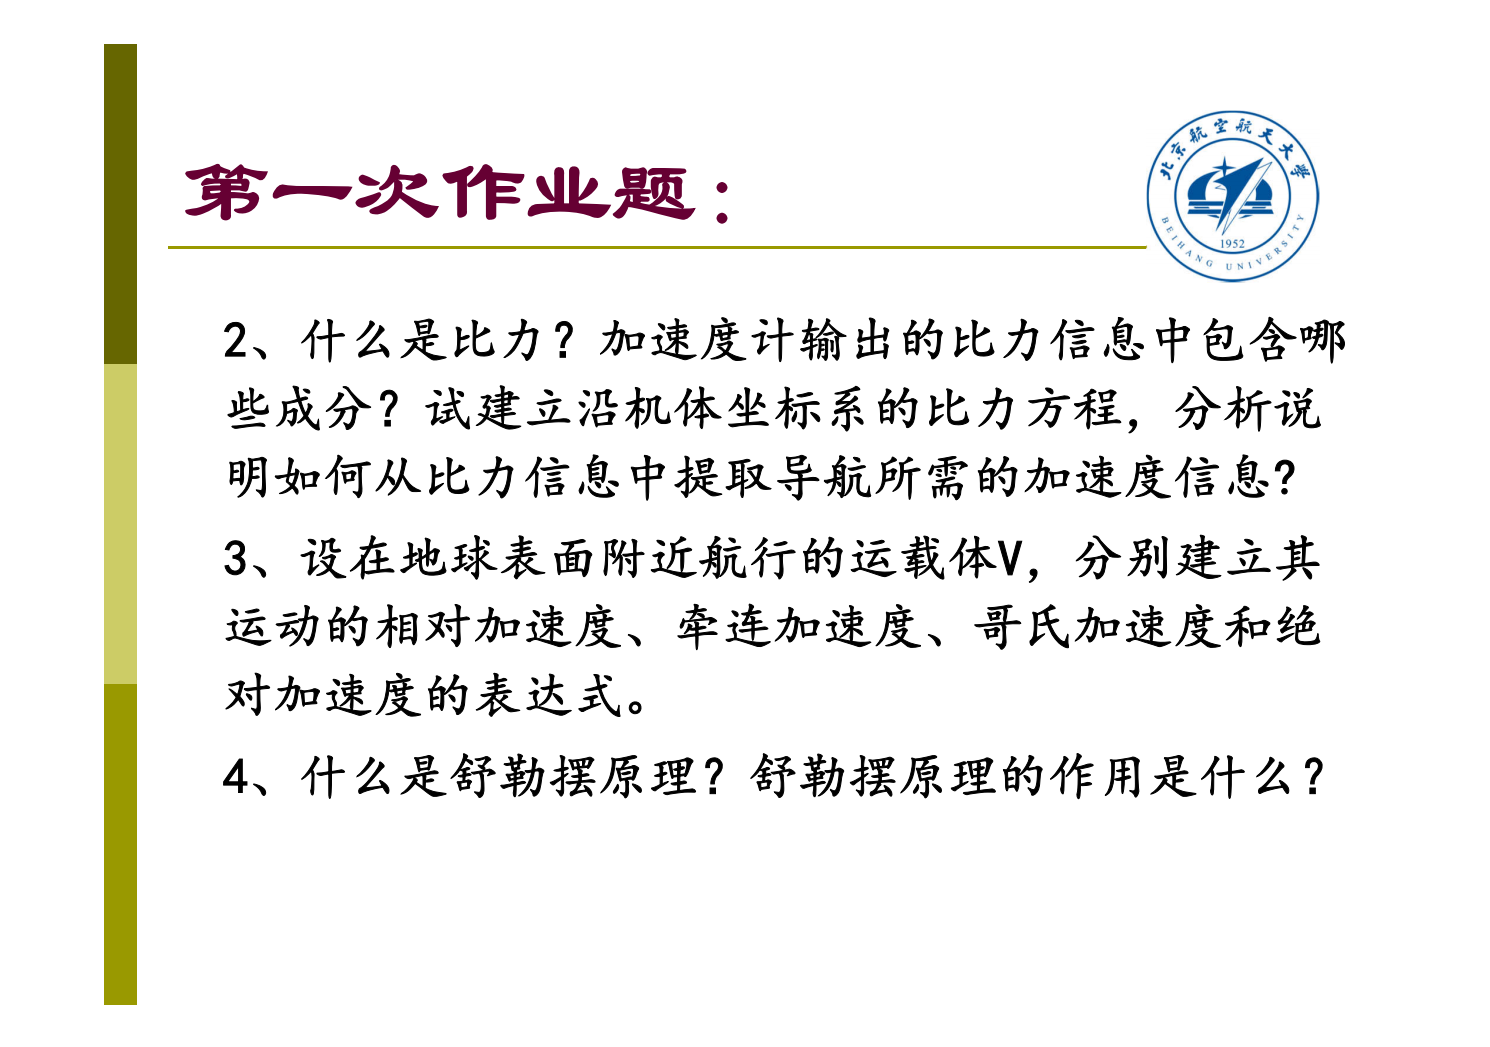 第一次作业题：
北京航空航天大学
1952
BEIHANG UNIVERSITY
2、什么是比力？加速度计输出的比力信息中包含哪
些成分？试建立沿机体坐标系的比力方程，分析说
明如何从比力信息中提取导航所需的加速度信息?
3、设在地球表面附近航行的运载体V，分别建立其
运动的相对加速度、牵连加速度、哥氏加速度和绝
对加速度的表达式。
4、什么是舒勒摆原理？舒勒摆原理的作用是什么？